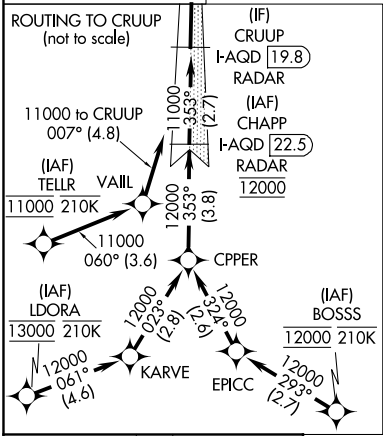 ROUTING TO CRUUP
(not to scale)
(IF)
CRUUP
I-AQD 19.8
RADAR
(IAF)
CHAPP
I-AQD 22.5
RADAR
12000
11000
353°
(2.7)
11000 to CRUUP
007° (4.8)
(IAF)
TELLR
11000 210K
VAIIL
11000
060° (3.6)
12000
353°
(3.8)
CPPER
(IAF)
LDORA
13000 210K
12000
061°
(4.6)
KARVE
12000
023°
(2.8)
12000
324°
(2.6)
EPICC
(IAF)
BOSSS
12000 210K
12000
293°
(2.7)